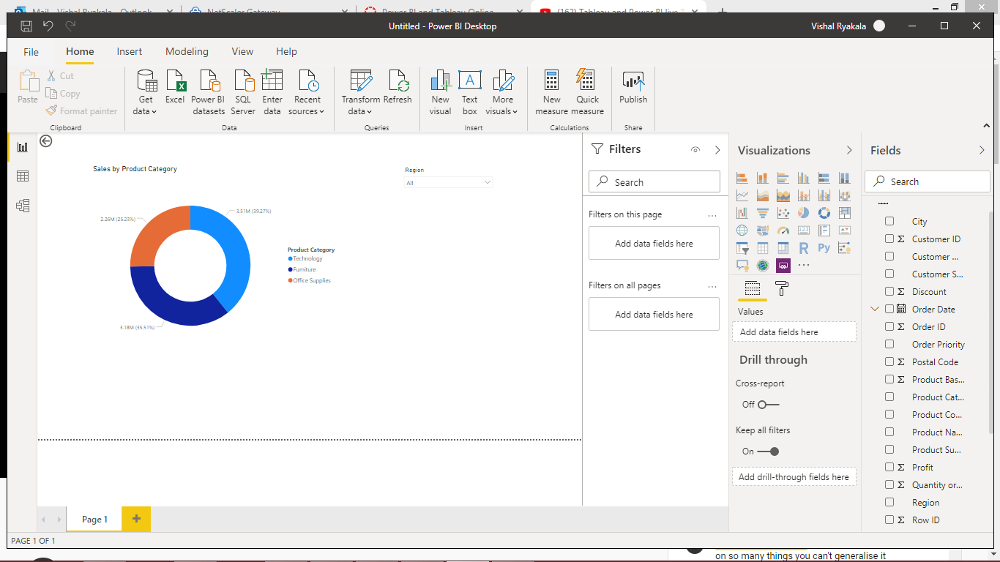 Mail - Vishal Ryakala - Outlook
NetScaler Gateway
Power BI and Tableau Online
(162) Tableau and Power BI live T
Untitled - Power BI Desktop
Vishal Ryakala
File Home Insert Modeling View Help
Paste
Cut
Copy
Format painter
Clipboard
Get data
Excel
Power BI datasets
SQL Server
Enter data
Recent sources
Data
Transform data
Refresh
Queries
New visual
Text box
More visuals
Insert
New measure
Quick measure
Calculations
Publish
Share
Sales by Product Category
Region
All
2.26M (25.23%)
3.51M (39.27%)
3.18M (35.51%)
Product Category
Technology
Furniture
Office Supplies
Filters
Search
Filters on this page ...
Add data fields here
Filters on all pages ...
Add data fields here
Visualizations
R
Py
...
Values
Add data fields here
Drill through
Cross-report
Off
Keep all filters
On
Add drill-through fields here
Fields
Search
City
Σ Customer ID
Customer ...
Customer S...
Σ Discount
Order Date
Σ Order ID
Order Priority
Σ Postal Code
Σ Product Bas...
Product Cat...
Product Co...
Product Na...
Product Su...
Σ Profit
Σ Quantity or...
Region
Σ Row ID
Page 1
PAGE 1 OF 1
on so many things you can't generalise it